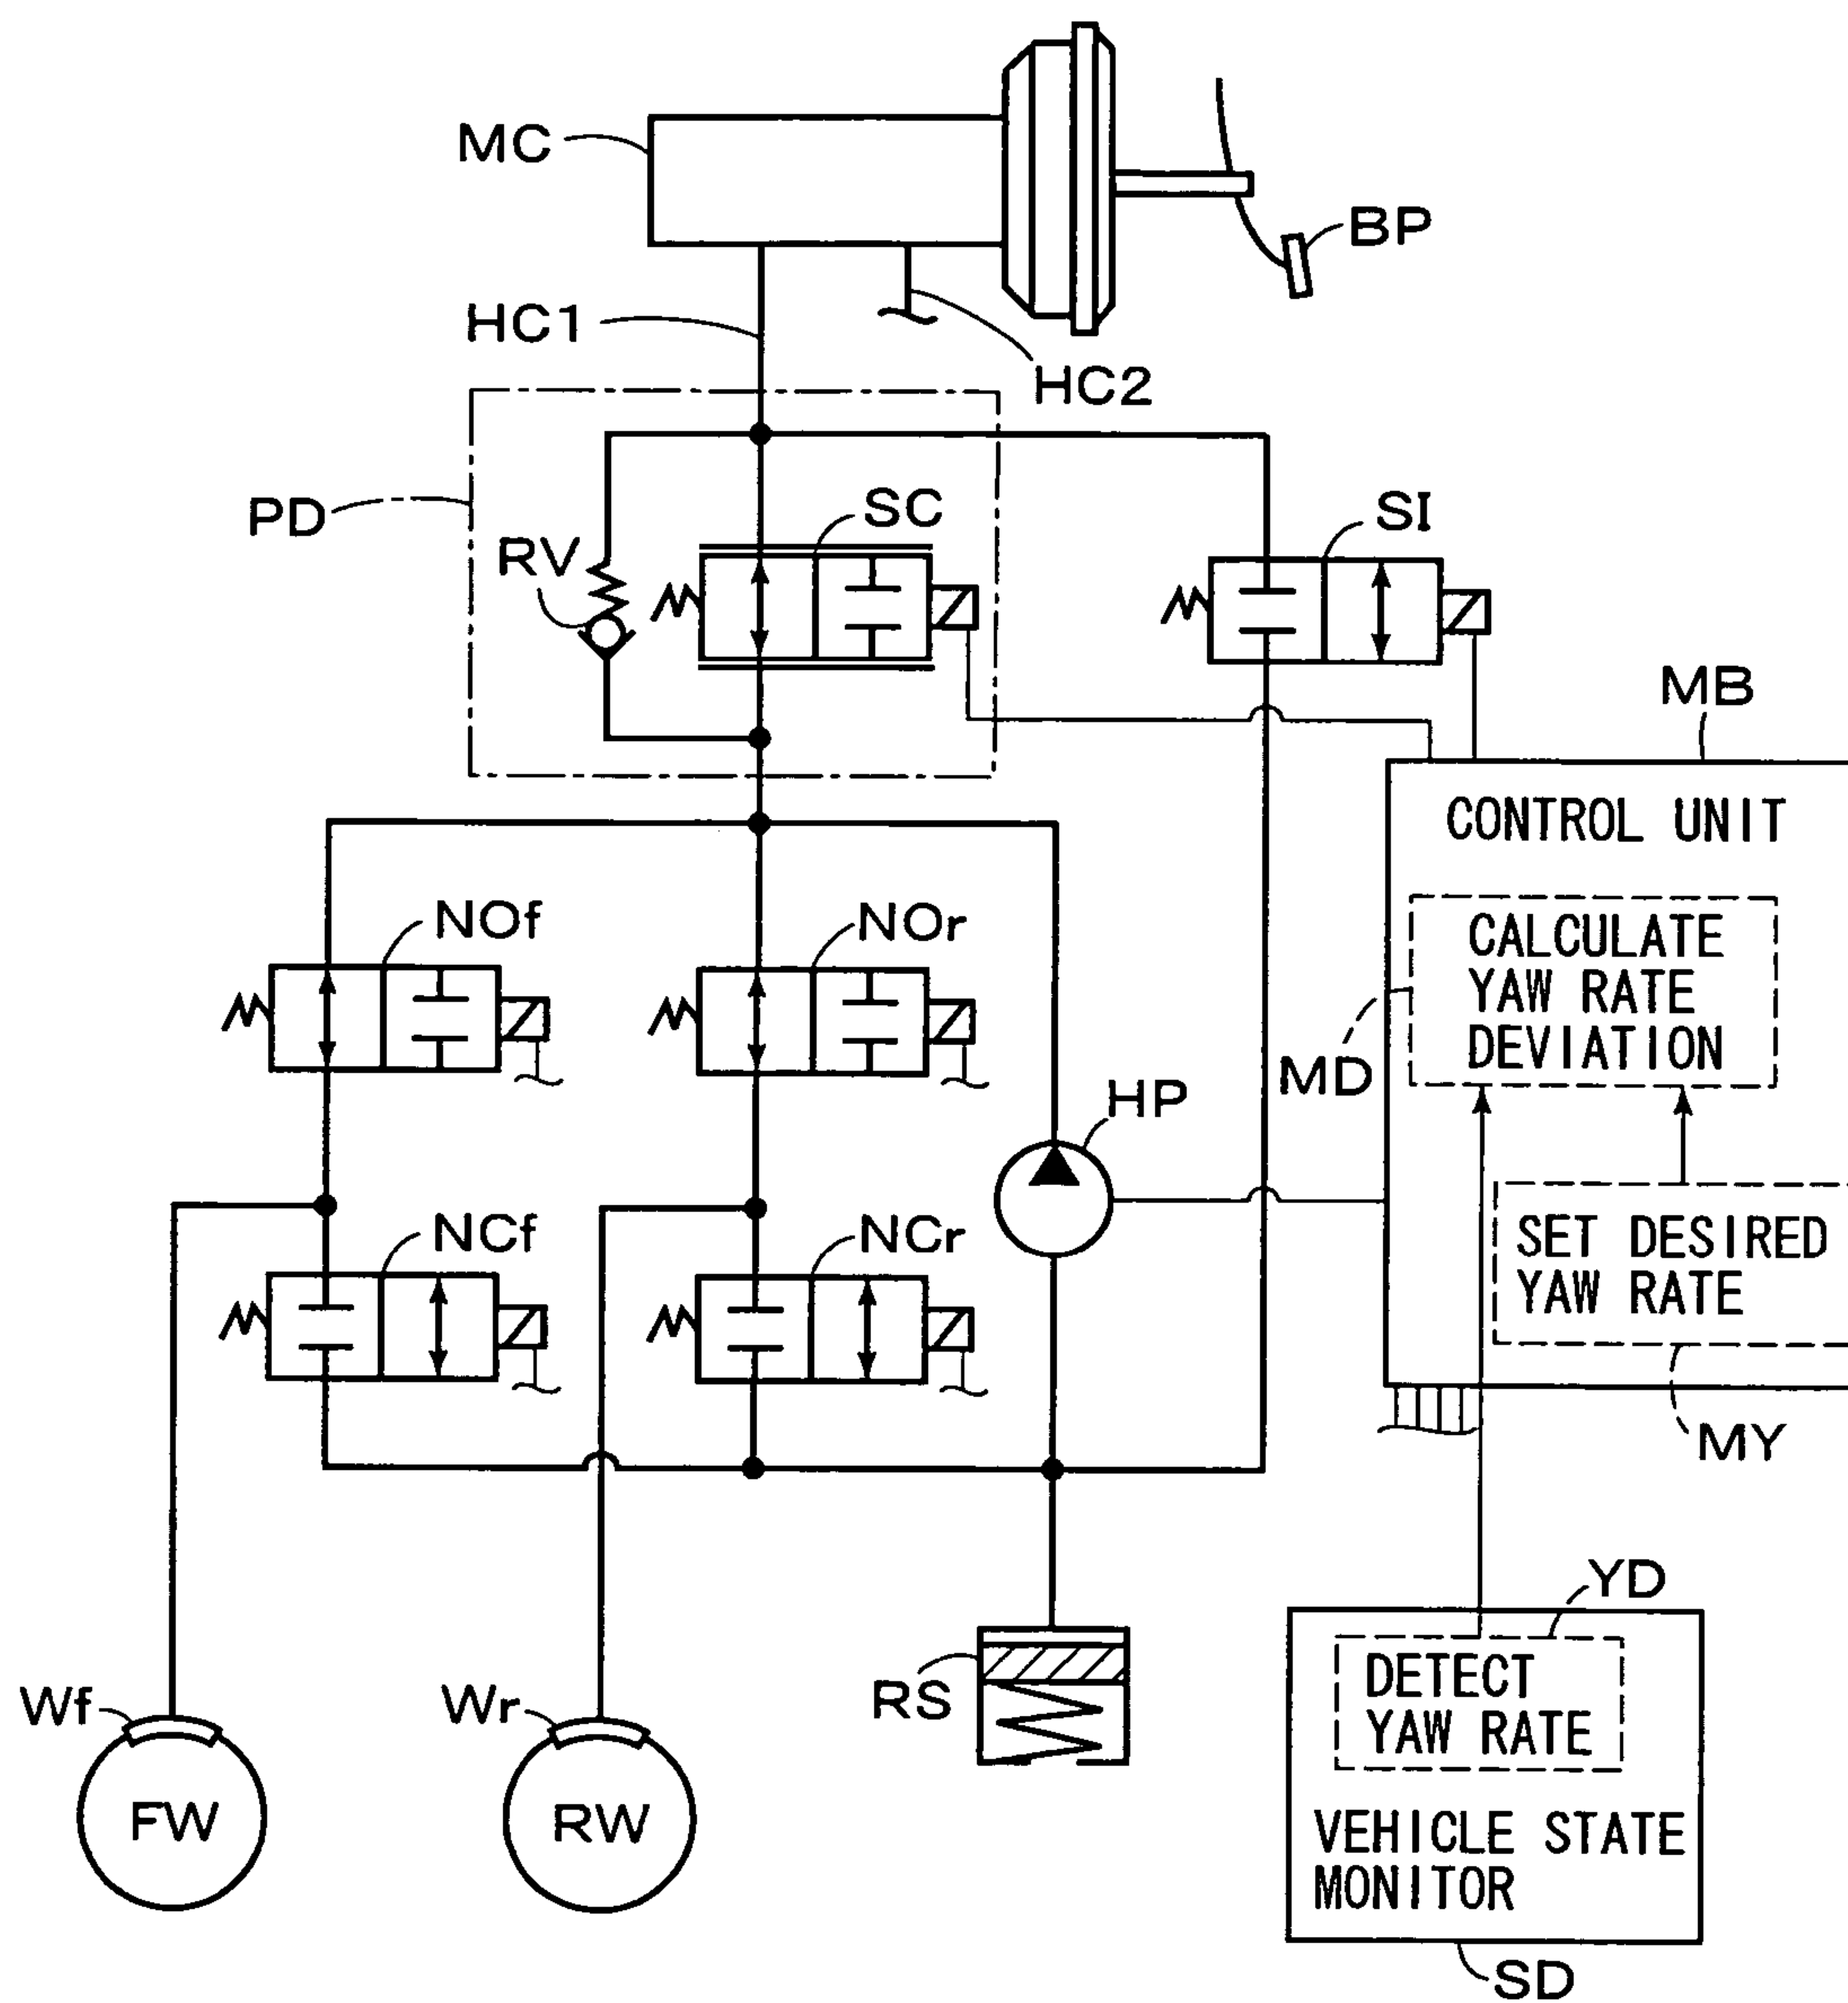 MC
BP
HC1
HC2
PD
SC
SI
RV
MB
CONTROL UNIT
NOf
NOr
CALCULATE
YAW RATE
DEVIATION
MD
HP
NCf
NCr
SET DESIRED
YAW RATE
MY
YD
Wf
Wr
RS
DETECT
YAW RATE
FW
RW
VEHICLE STATE
MONITOR
SD